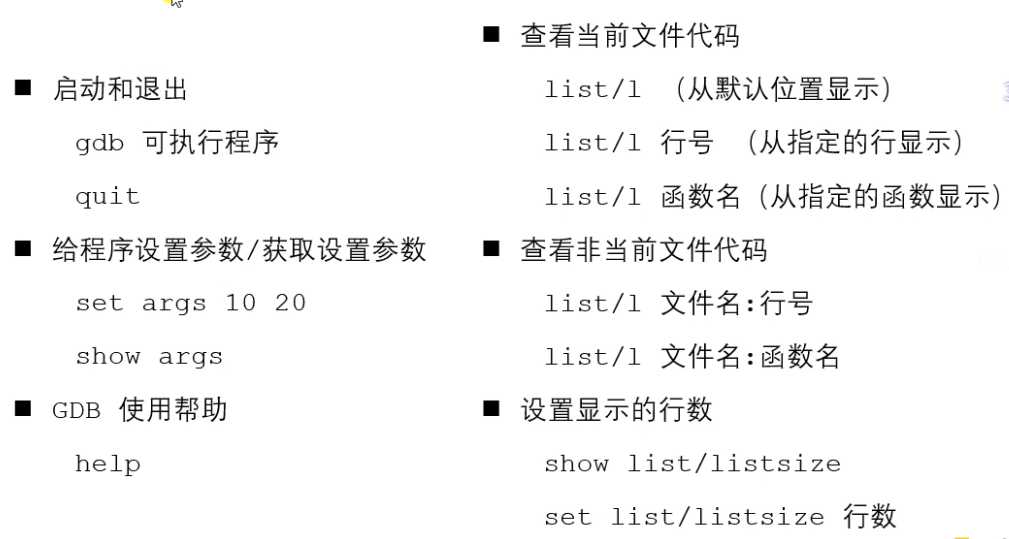 ■ 启动和退出
gdb 可执行程序
quit
■ 给程序设置参数/获取设置参数
set args 10 20
show args
■ GDB 使用帮助
help
■ 查看当前文件代码
list/l （从默认位置显示）
list/l 行号 （从指定的行显示）
list/l 函数名（从指定的函数显示）
■ 查看非当前文件代码
list/l 文件名:行号
list/l 文件名:函数名
■ 设置显示的行数
show list/listsize
set list/listsize 行数